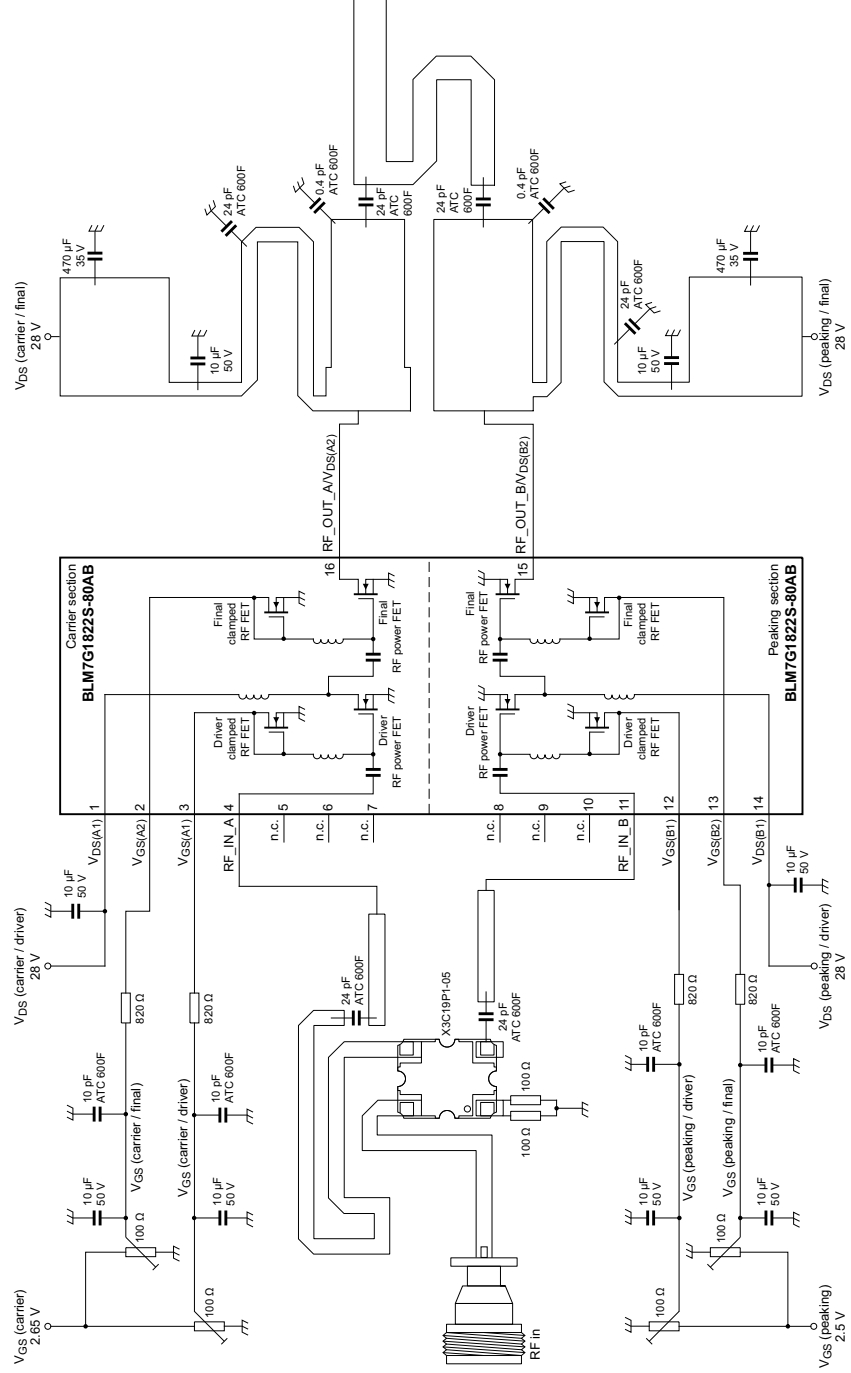 VDS (carrier / final)
28 V
470 µF
35 V
10 µF
50 V
24 pF
ATC 600F
0.4 pF
ATC 600F
24 pF
ATC
600F
24 pF
ATC
600F
0.4 pF
ATC 600F
24 pF
ATC 600F
10 µF
50 V
470 µF
35 V
VDS (peaking / final)
28 V
RF_OUT_A/VDS(A2)
RF_OUT_B/VDS(B2)
16
15
Carrier section
BLM7G1822S-80AB
Final
clamped
RF FET
Final
RF power FET
Driver
clamped
RF FET
Driver
RF power FET
Final
RF power FET
Final
clamped
RF FET
Driver
RF power FET
Driver
clamped
RF FET
Peaking section
BLM7G1822S-80AB
VDS(A1) 1
VGS(A2) 2
VGS(A1) 3
RF_IN_A 4
n.c. 5
n.c. 6
n.c. 7
n.c. 8
n.c. 9
n.c. 10
RF_IN_B 11
VGS(B1) 12
VGS(B2) 13
VDS(B1) 14
VDS (carrier / driver)
28 V
10 µF
50 V
820 Ω
820 Ω
10 pF
ATC 600F
VGS (carrier / final)
VGS (carrier / driver)
10 pF
ATC 600F
10 µF
50 V
10 µF
50 V
100 Ω
100 Ω
VGS (carrier)
2.65 V
24 pF
ATC 600F
X3C19P1-05
24 pF
ATC 600F
100 Ω
100 Ω
RF in
10 µF
50 V
VDS (peaking / driver)
28 V
820 Ω
820 Ω
10 pF
ATC 600F
10 pF
ATC 600F
VGS (peaking / driver)
VGS (peaking / final)
10 µF
50 V
10 µF
50 V
100 Ω
100 Ω
VGS (peaking)
2.5 V